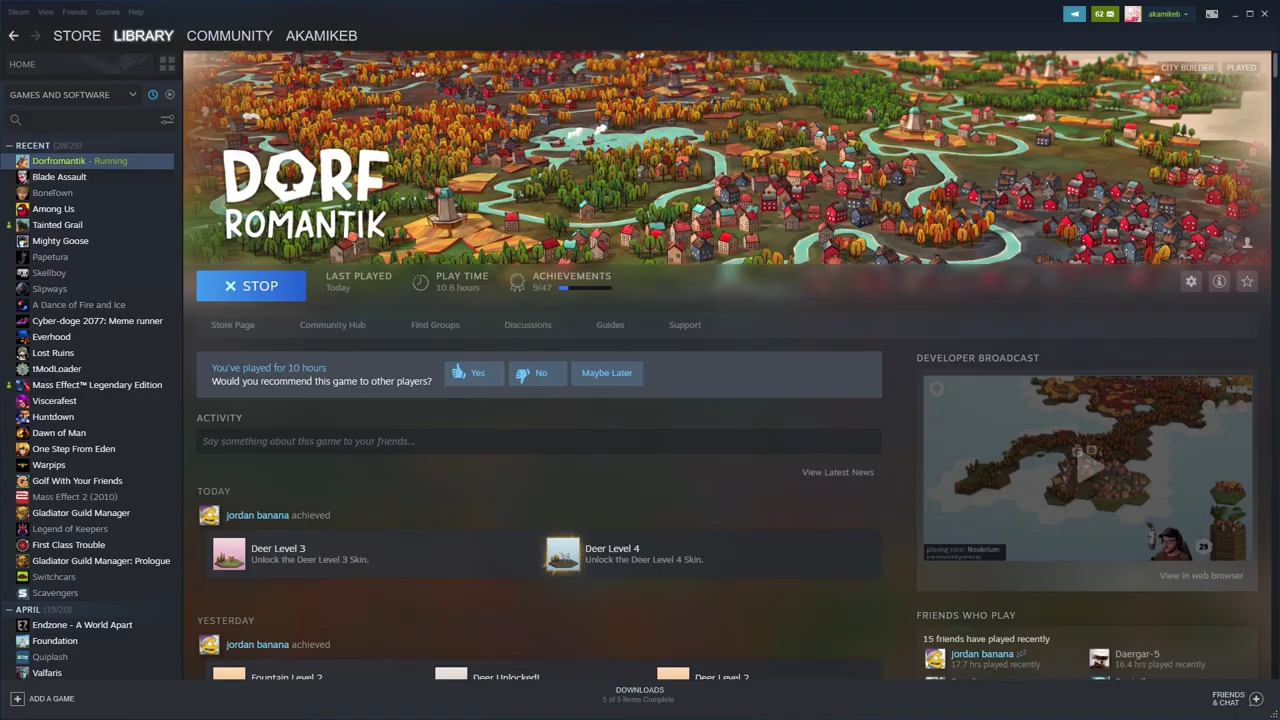 Steam View Friends Games Help
62
akamikeb
STORE LIBRARY COMMUNITY AKAMIKEB
HOME
GAMES AND SOFTWARE
RECENT (28/29)
Dorfromantik - Running
Blade Assault
BoneTown
Among Us
Tainted Grail
Mighty Goose
Papetura
Skellboy
Slipways
A Dance of Fire and Ice
Cyber-doge 2077: Meme runner
Everhood
Lost Ruins
tModLoader
Mass Effect™ Legendary Edition
Viscerafest
Huntdown
Dawn of Man
One Step From Eden
Warpips
Golf With Your Friends
Mass Effect 2 (2010)
Gladiator Guild Manager
Legend of Keepers
First Class Trouble
Gladiator Guild Manager: Prologue
Switchcars
Scavengers
APRIL (19/20)
Endzone - A World Apart
Foundation
Quiplash
Valfaris
ADD A GAME
CITY BUILDER PLAYED
DORF
ROMANTIK
STOP
LAST PLAYED
Today
PLAY TIME
10.6 hours
ACHIEVEMENTS
9/47
Store Page Community Hub Find Groups Discussions Guides Support
You've played for 10 hours
Would you recommend this game to other players?
Yes No Maybe Later
ACTIVITY
Say something about this game to your friends...
View Latest News
TODAY
jordan banana achieved
Deer Level 3
Unlock the Deer Level 3 Skin.
Deer Level 4
Unlock the Deer Level 4 Skin.
YESTERDAY
jordan banana achieved
Fountain Level 2
Deer Unlocked!
Deer Level 2
DEVELOPER BROADCAST
playing now: Nookrium
29
View in web browser
FRIENDS WHO PLAY
15 friends have played recently
jordan banana
17.7 hrs played recently
Daergar-5
16.4 hrs played recently
DOWNLOADS
5 of 5 Items Complete
FRIENDS
& CHAT